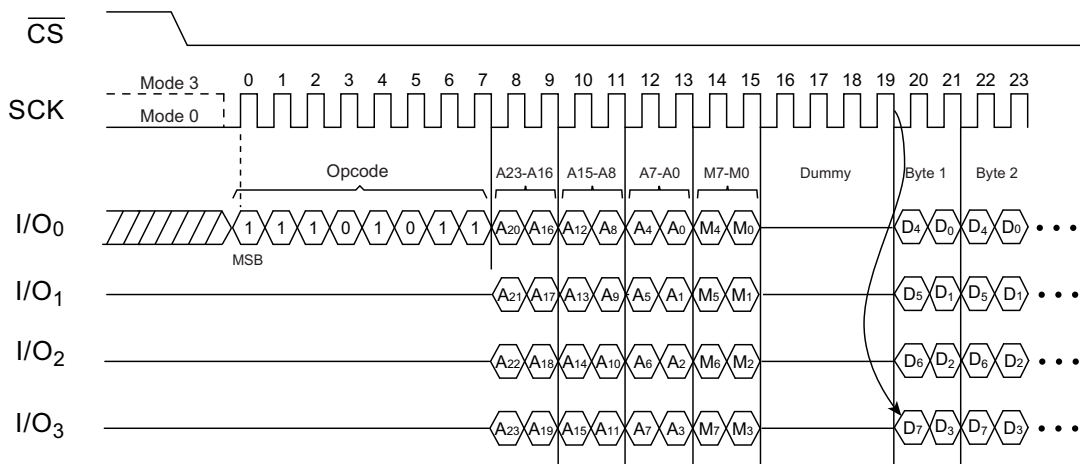 CS
Mode 3
Mode 0
SCK
0 1 2 3 4 5 6 7 8 9 10 11 12 13 14 15 16 17 18 19 20 21 22 23
Opcode A23-A16 A15-A8 A7-A0 M7-M0 Dummy Byte 1 Byte 2
I/O0 1 1 1 0 1 0 1 1 A20 A16 A12 A8 A4 A0 M4 M0 D4 D0 D4 D0 • • • •
MSB
I/O1 A21 A17 A13 A9 A5 A1 M5 M1 D5 D1 D5 D1 • • • •
I/O2 A22 A18 A14 A10 A6 A2 M6 M2 D6 D2 D6 D2 • • • •
I/O3 A23 A19 A15 A11 A7 A3 M7 M3 D7 D3 D7 D3 • • • •